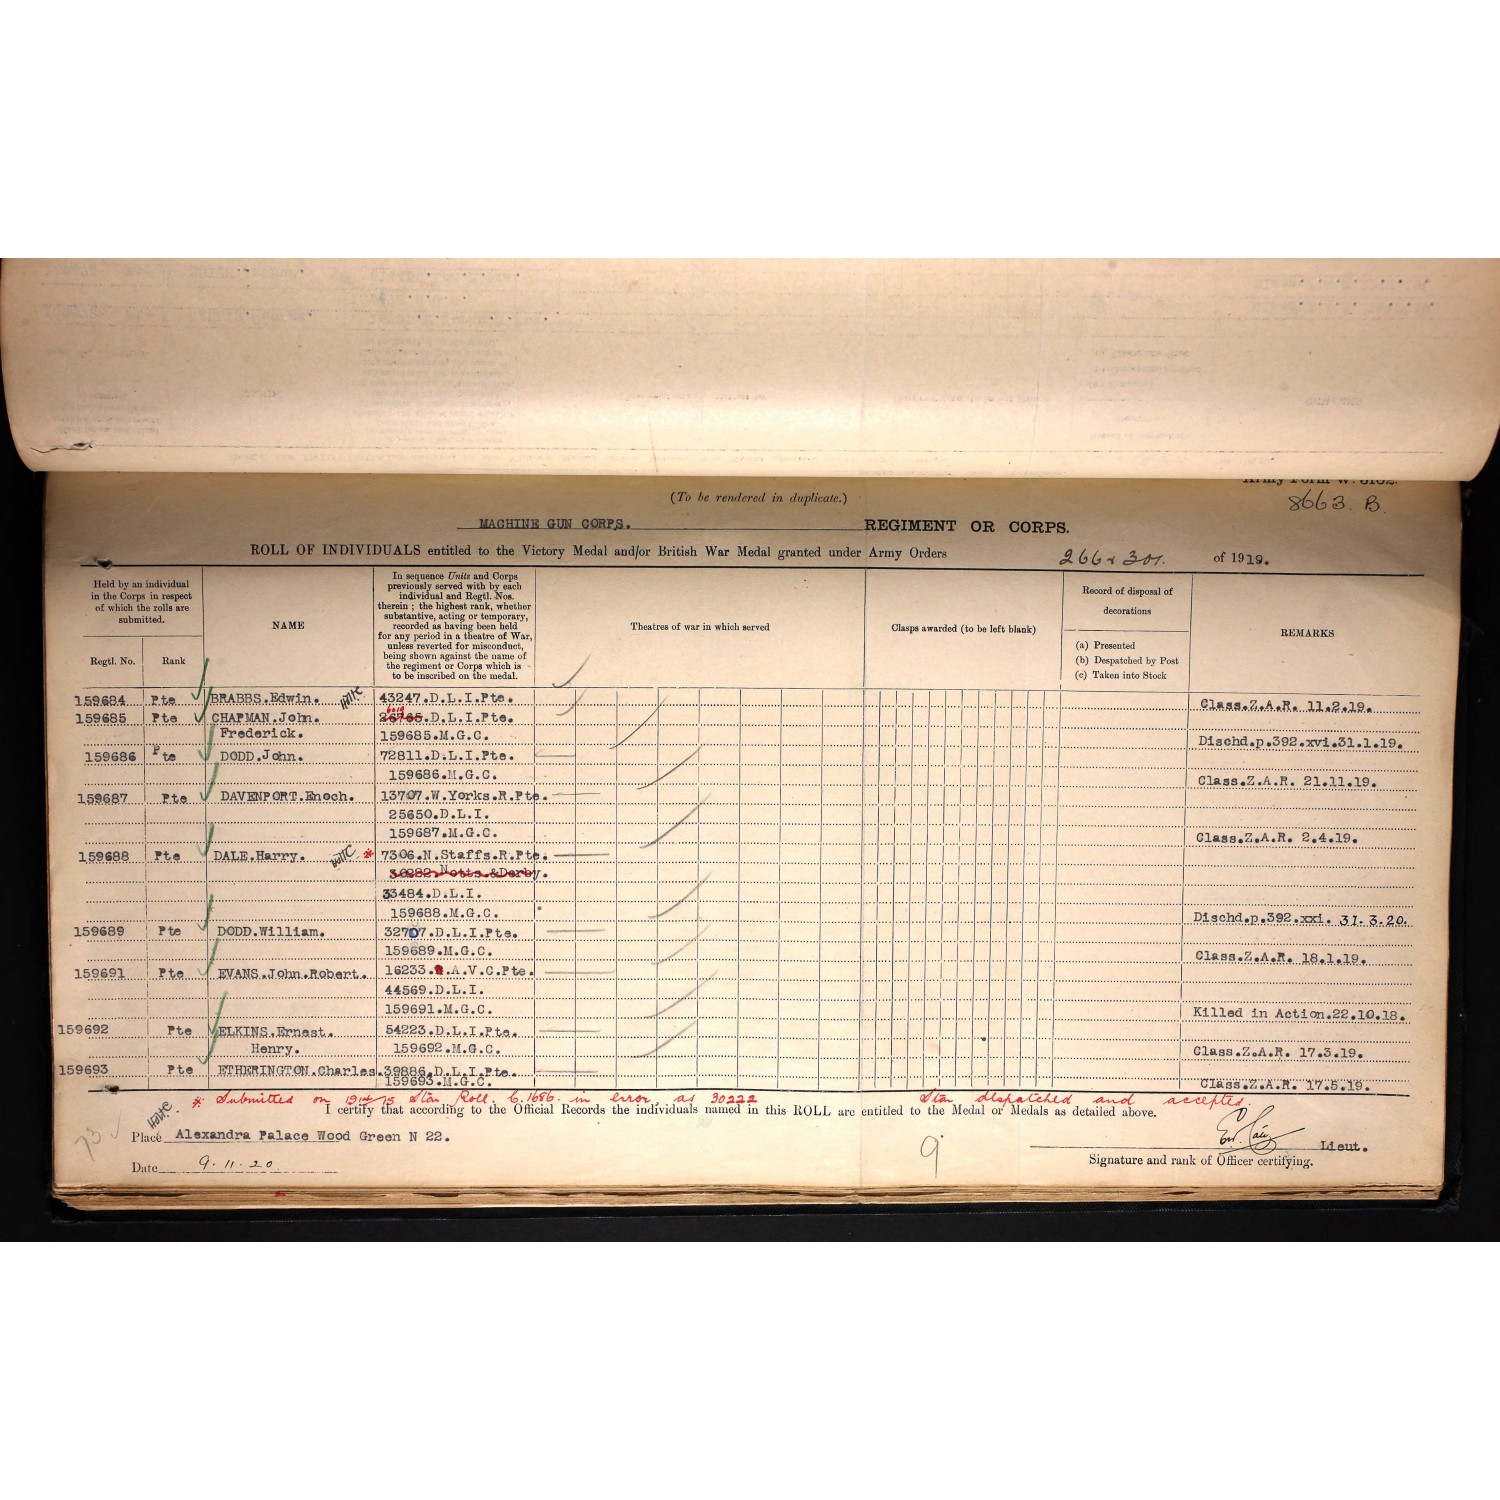 (To be rendered in duplicate.)
8663. B.
MACHINE GUN CORPS. REGIMENT OR CORPS.
ROLL OF INDIVIDUALS entitled to the Victory Medal and/or British War Medal granted under Army Orders 266 & 301. of 1919.
Held by an individual in the Corps in respect of which the rolls are submitted.
Regtl. No. Rank
NAME
In sequence Units and Corps previously served with by each individual and Regtl. Nos. therein ; the highest rank, whether substantive, acting or temporary, recorded as having been held for any period in a theatre of War, unless reverted for misconduct, being shown against the name of the regiment or Corps which is to be inscribed on the medal.
Theatres of war in which served
Clasps awarded (to be left blank)
Record of disposal of decorations
(a) Presented
(b) Despatched by Post
(c) Taken into Stock
REMARKS
159684 Pte BRABBS.Edwin. 43247.D.L.I.Pte. Class.Z.A.R. 11.2.19.
159685 Pte CHAPMAN.John. 26765.D.L.I.Pte.
Frederick. 159685.M.G.C. Dischd.p.392.xvi.31.1.19.
159686 Pte DODD.John. 72811.D.L.I.Pte.
159686.M.G.C. Class.Z.A.R. 21.11.19.
159687 Pte DAVENPORT.Enoch. 13707.W.Yorks.R.Pte.
25650.D.L.I.
159687.M.G.C. Class.Z.A.R. 2.4.19.
159688 Pte DALE.Harry. * 7306.N.Staffs.R.Pte.
Notts.&Derby.
33484.D.L.I.
159688.M.G.C. Dischd.p.392.xxi. 31.3.20.
159689 Pte DODD.William. 32707.D.L.I.Pte.
159689.M.G.C. Class.Z.A.R. 18.1.19.
159691 Pte EVANS.John.Robert. 16233.A.V.C.Pte.
44569.D.L.I.
159691.M.G.C. Killed in Action.22.10.18.
159692 Pte ELKINS.Ernest. 54223.D.L.I.Pte.
Henry. 159692.M.G.C. Class.Z.A.R. 17.3.19.
159693 Pte ETHERINGTON.Charles. 39886.D.L.I.Pte.
159693.M.G.C. Class.Z.A.R. 17.5.19.
* Submitted on 1914/15 Star Roll. C.1686. in error as 30222 Star dispatched and accepted.
I certify that according to the Official Records the individuals named in this ROLL are entitled to the Medal or Medals as detailed above.
73
Place Alexandra Palace Wood Green N 22.
9
Lieut.
Date 9.11.20
Signature and rank of Officer certifying.